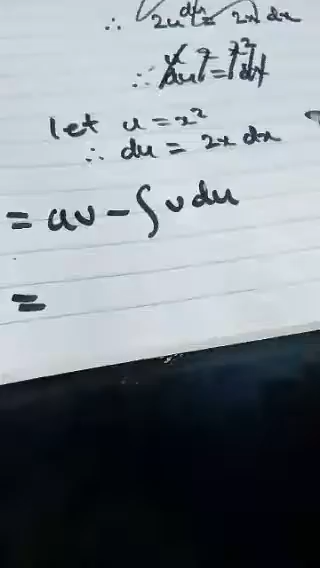 ∴ 2u du = 2x dx
let u = x²
∴ du = 2x dx
= uv - ∫ v du
=